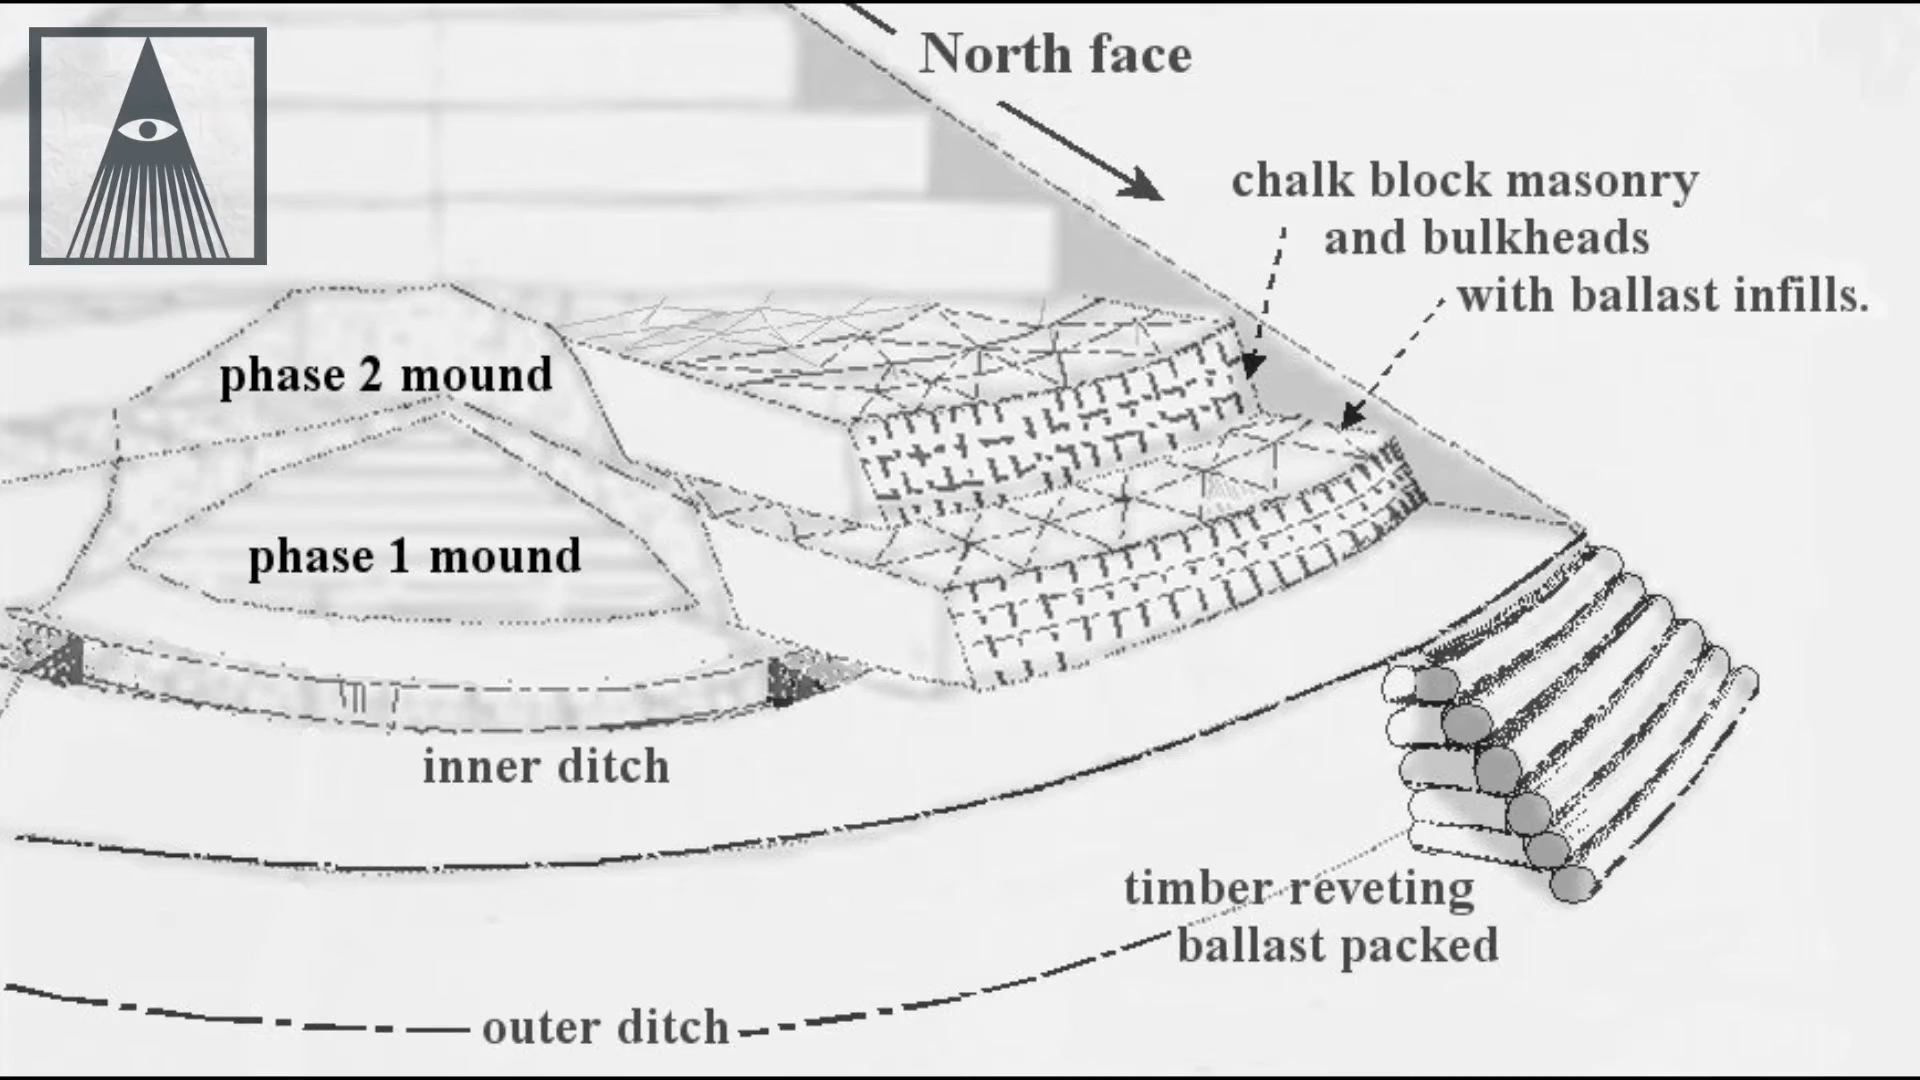 North face
chalk block masonry
and bulkheads
with ballast infills.
phase 2 mound
phase 1 mound
inner ditch
timber reveting
ballast packed
outer ditch